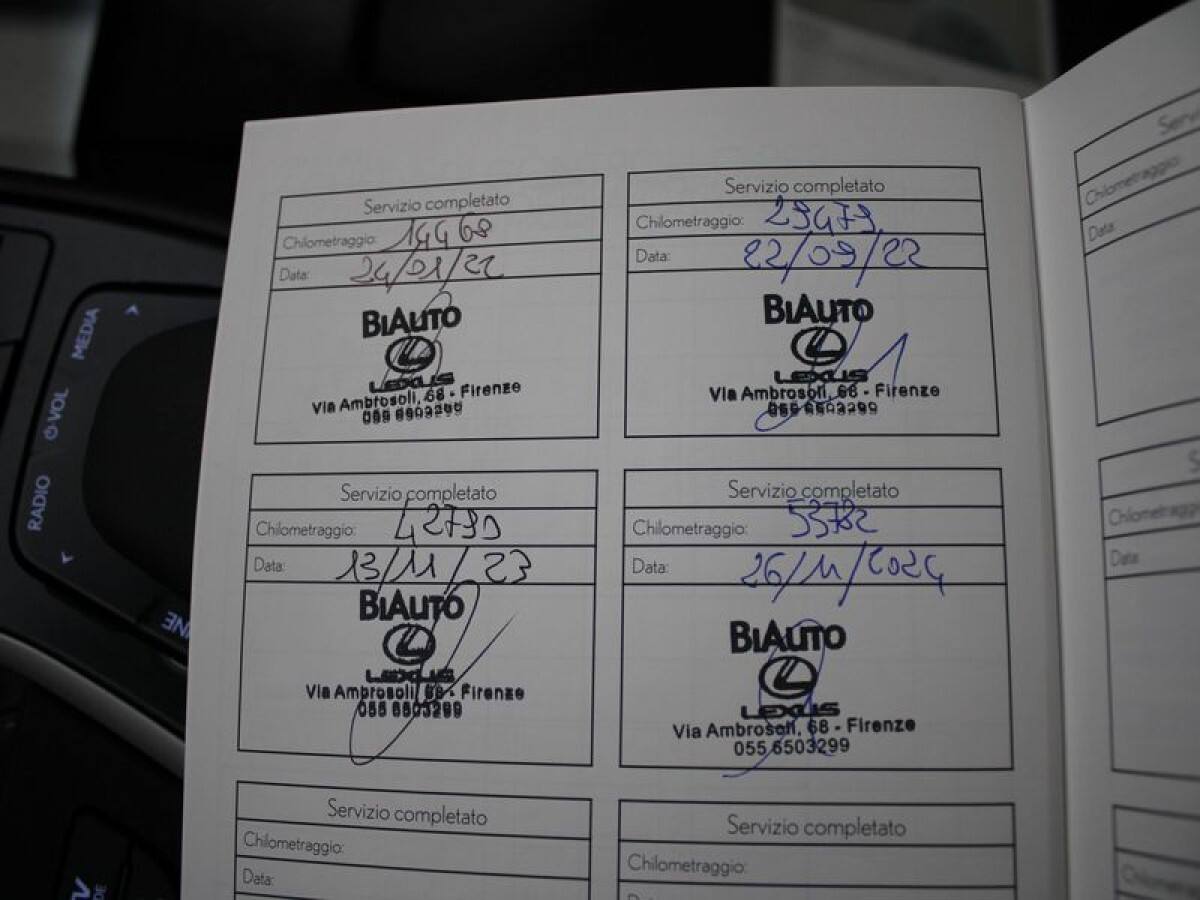 Servizio completato
Chilometraggio: 14468
Data: 24/01/22
BiAuto
LEXUS
Via Ambrosoli, 68 - Firenze
055 6503299
Servizio completato
Chilometraggio: 29479
Data: 22/09/22
BiAuto
LEXUS
Via Ambrosoli, 68 - Firenze
055 6503299
Servizio completato
Chilometraggio: 42790
Data: 13/11/23
BiAuto
LEXUS
Via Ambrosoli, 68 - Firenze
055 6503299
Servizio completato
Chilometraggio: 53782
Data: 26/11/2024
BiAuto
LEXUS
Via Ambrosoli, 68 - Firenze
055 6503299
Servizio completato
Chilometraggio:
Data:
Servizio completato
Chilometraggio:
Chilometraggio:
Data:
Chilometraggio:
Data:
MEDIA
VOL
RADIO